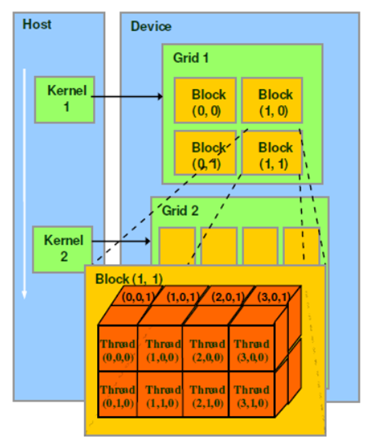 Host
Device
Grid 1
Kernel
1
Block
(0, 0)
Block
(1, 0)
Block
(0, 1)
Block
(1, 1)
Grid 2
Kernel
2
Block (1, 1)
(0,0,1)
(1,0,1)
(2,0,1)
(3,0,1)
Thread
(0,0,0)
Thread
(1,0,0)
Thread
(2,0,0)
Thread
(3,0,0)
Thread
(0,1,0)
Thread
(1,1,0)
Thread
(2,1,0)
Thread
(3,1,0)